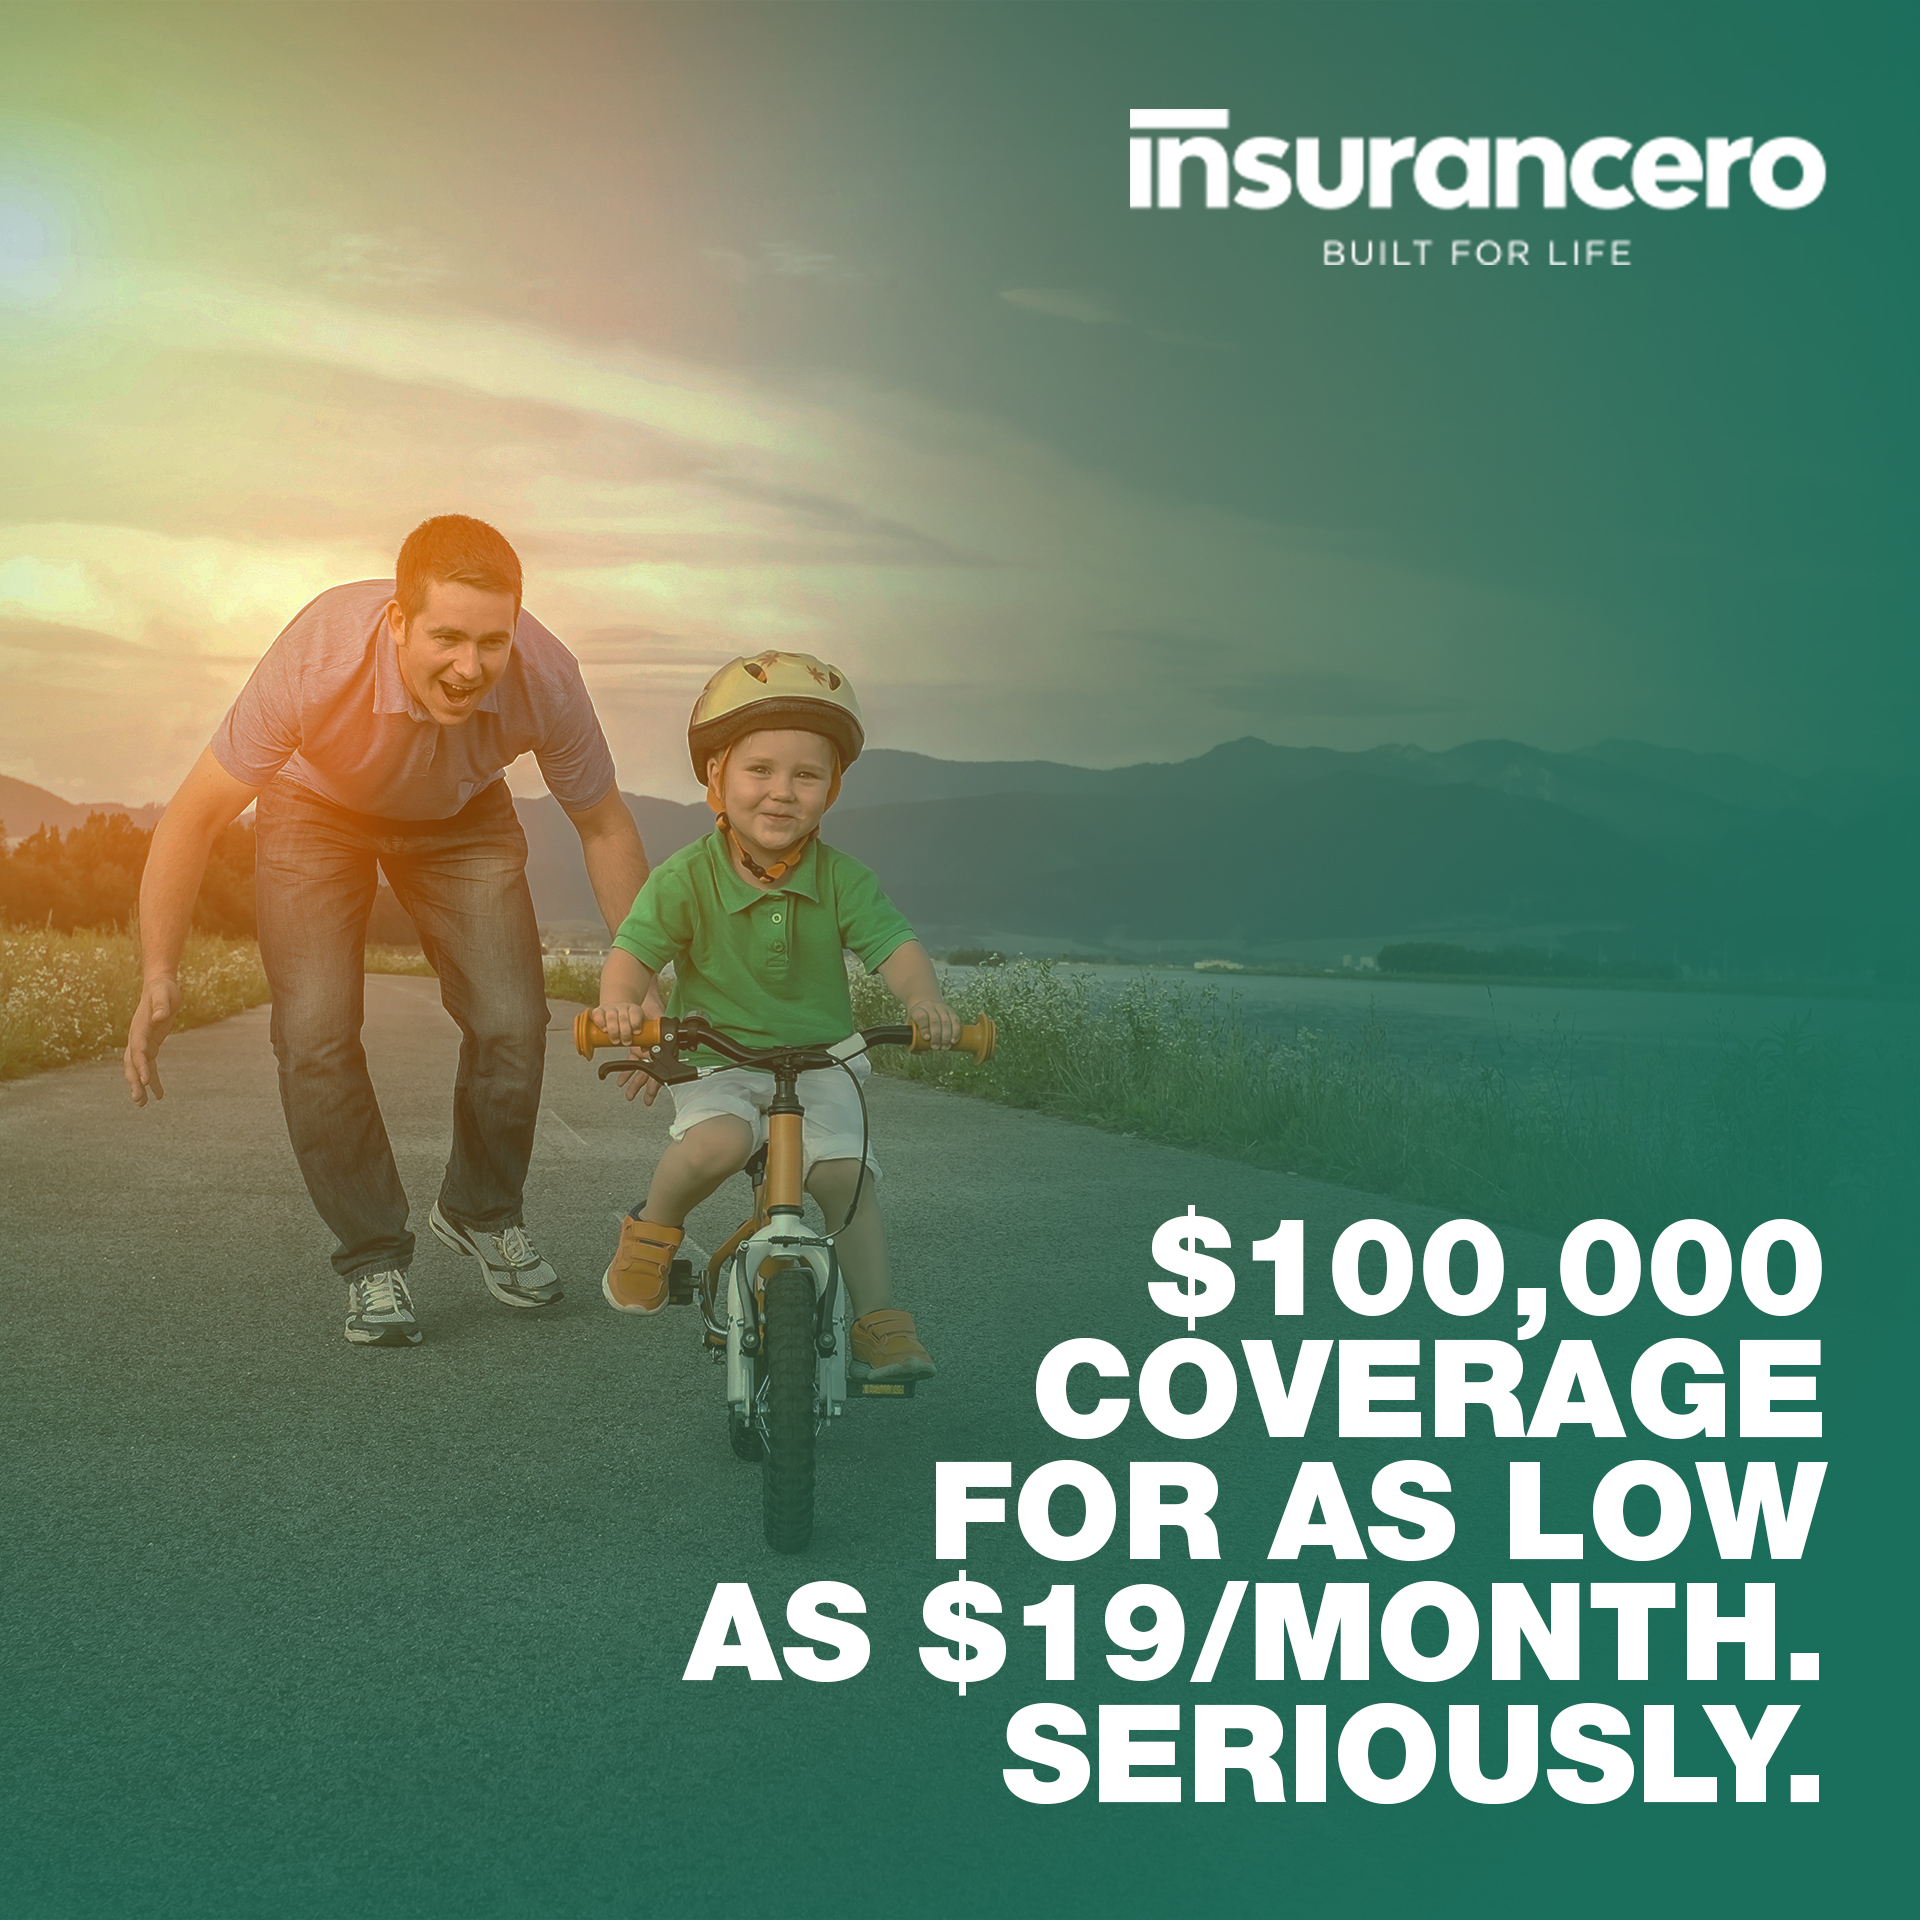 insurancero
BUILT FOR LIFE
$100,000
COVERAGE
FOR AS LOW
AS $19/MONTH.
SERIOUSLY.